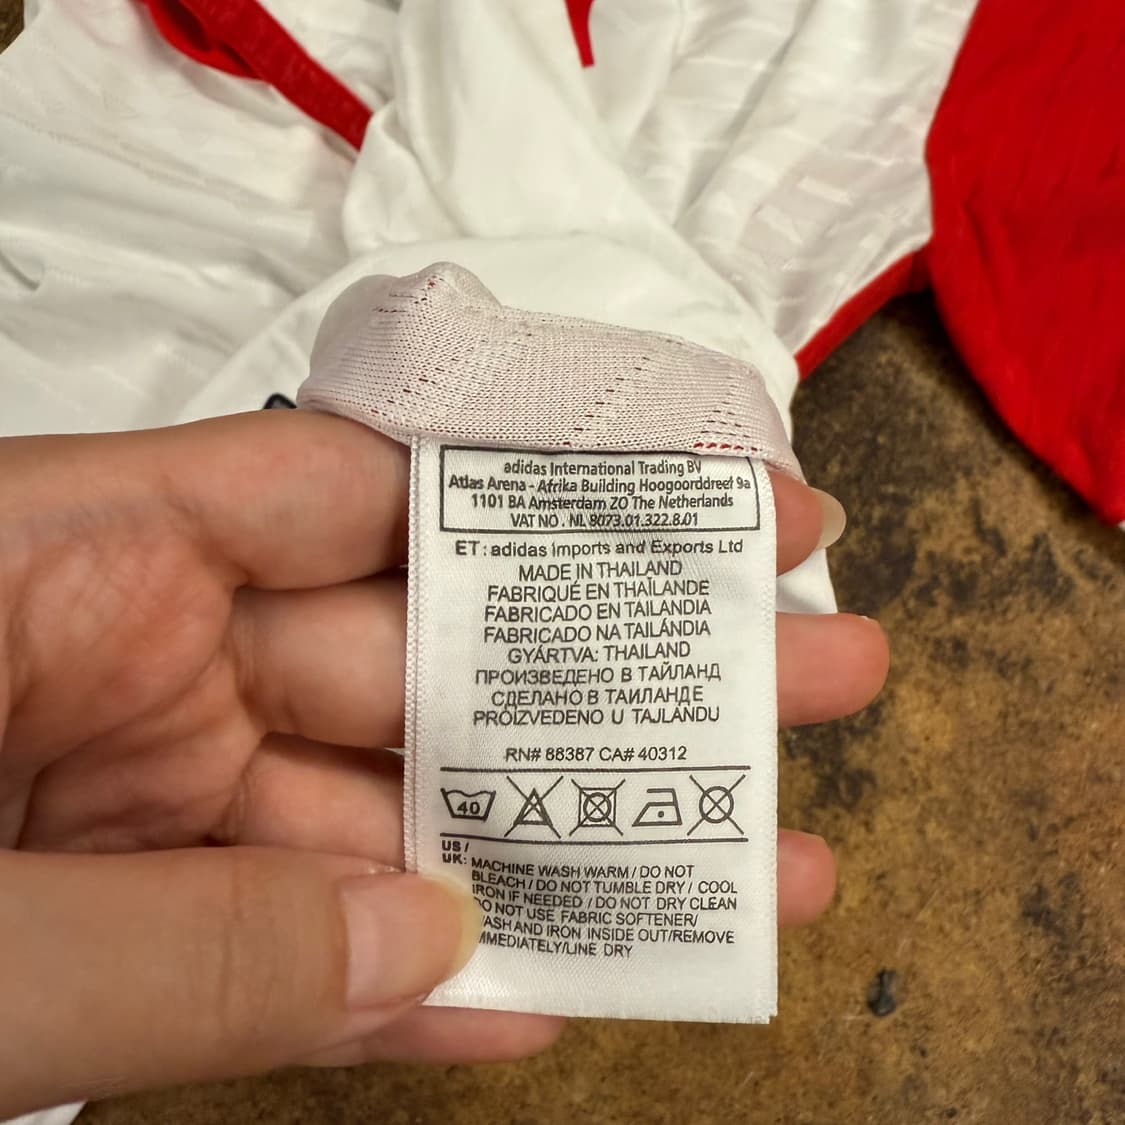 adidas International Trading BV
Atlas Arena - Afrika Building Hoogoorddreef 9a
1101 BA Amsterdam ZO The Netherlands
VAT NO. NL 8073.01.322.B.01
ET: adidas Imports and Exports Ltd
MADE IN THAILAND
FABRIQUÉ EN THAÏLANDE
FABRICADO EN TAILANDIA
FABRICADO NA TAILÁNDIA
GYÁRTVA: THAILAND
ПРОИЗВЕДЕНО В ТАЙЛАНД
СДЕЛАНО В ТАИЛАНДЕ
PROIZVEDENO U TAJLANDU
RN# 88387 CA# 40312
40
US /
UK: MACHINE WASH WARM / DO NOT
BLEACH / DO NOT TUMBLE DRY / COOL
IRON IF NEEDED / DO NOT DRY CLEAN
DO NOT USE FABRIC SOFTENER/
WASH AND IRON INSIDE OUT/REMOVE
IMMEDIATELY/LINE DRY